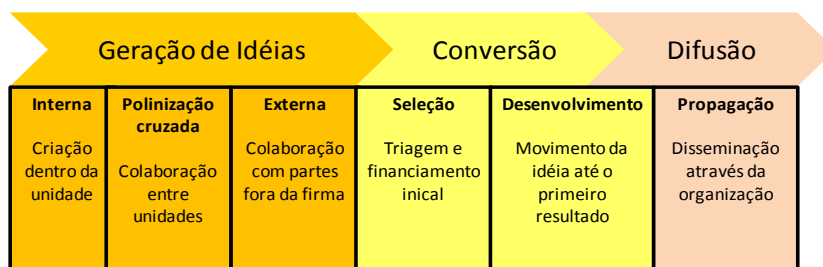 Geração de Idéias
Conversão
Difusão
Interna
Criação
dentro da
unidade
Polinização
cruzada
Colaboração
entre
unidades
Externa
Colaboração
com partes
fora da firma
Seleção
Triagem e
financiamento
inical
Desenvolvimento
Movimento da
idéia até o
primeiro
resultado
Propagação
Disseminação
através da
organização